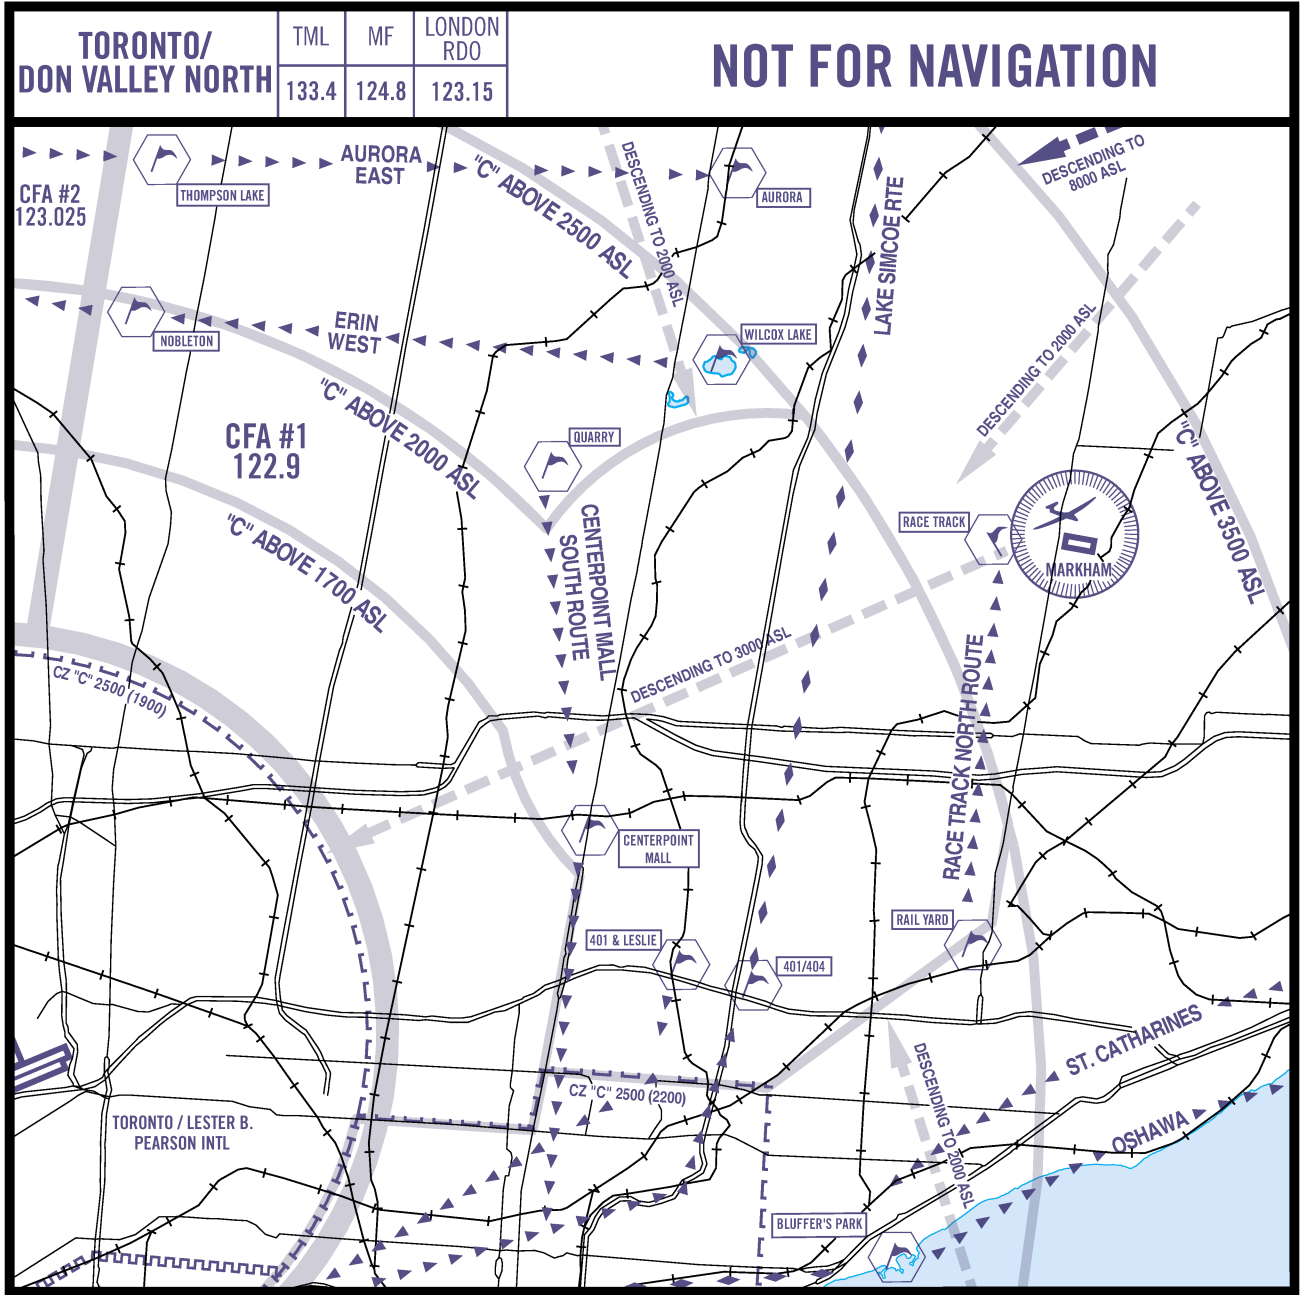 TORONTO/
DON VALLEY NORTH
TML
133.4
MF
124.8
LONDON
RDO
123.15
NOT FOR NAVIGATION
THOMPSON LAKE
AURORA
EAST
"C" ABOVE 2500 ASL
DESCENDING TO 2000 ASL
AURORA
LAKE SIMCOE RTE
DESCENDING TO
8000 ASL
CFA #2
123.025
NOBLETON
ERIN
WEST
WILCOX LAKE
DESCENDING TO 2000 ASL
"C" ABOVE 2000 ASL
CFA #1
122.9
QUARRY
"C" ABOVE 3500 ASL
"C" ABOVE 1700 ASL
CENTERPOINT MALL
SOUTH ROUTE
RACE TRACK
MARKHAM
DESCENDING TO 3000 ASL
CZ "C" 2500 (1900)
RACE TRACK NORTH ROUTE
CENTERPOINT
MALL
RAIL YARD
401 & LESLIE
401/404
ST. CATHARINES
DESCENDING TO 2000 ASL
CZ "C" 2500 (2200)
TORONTO / LESTER B.
PEARSON INTL
OSHAWA
BLUFFER'S PARK